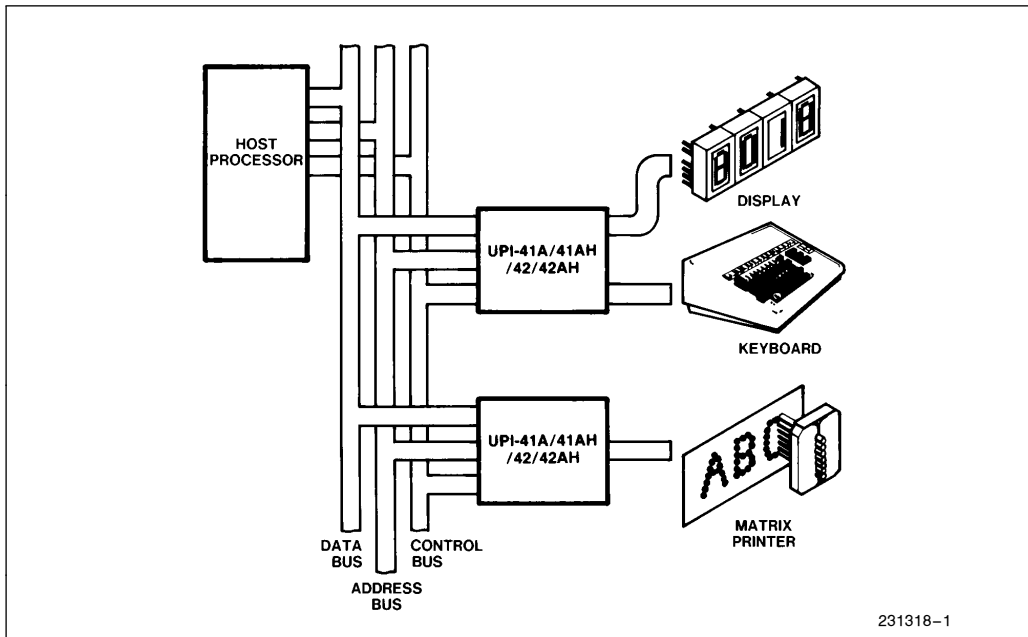 HOST
PROCESSOR
DISPLAY
UPI-41A/41AH
/42/42AH
KEYBOARD
UPI-41A/41AH
/42/42AH
ABC
MATRIX
PRINTER
DATA
BUS
CONTROL
BUS
ADDRESS
BUS
231318–1